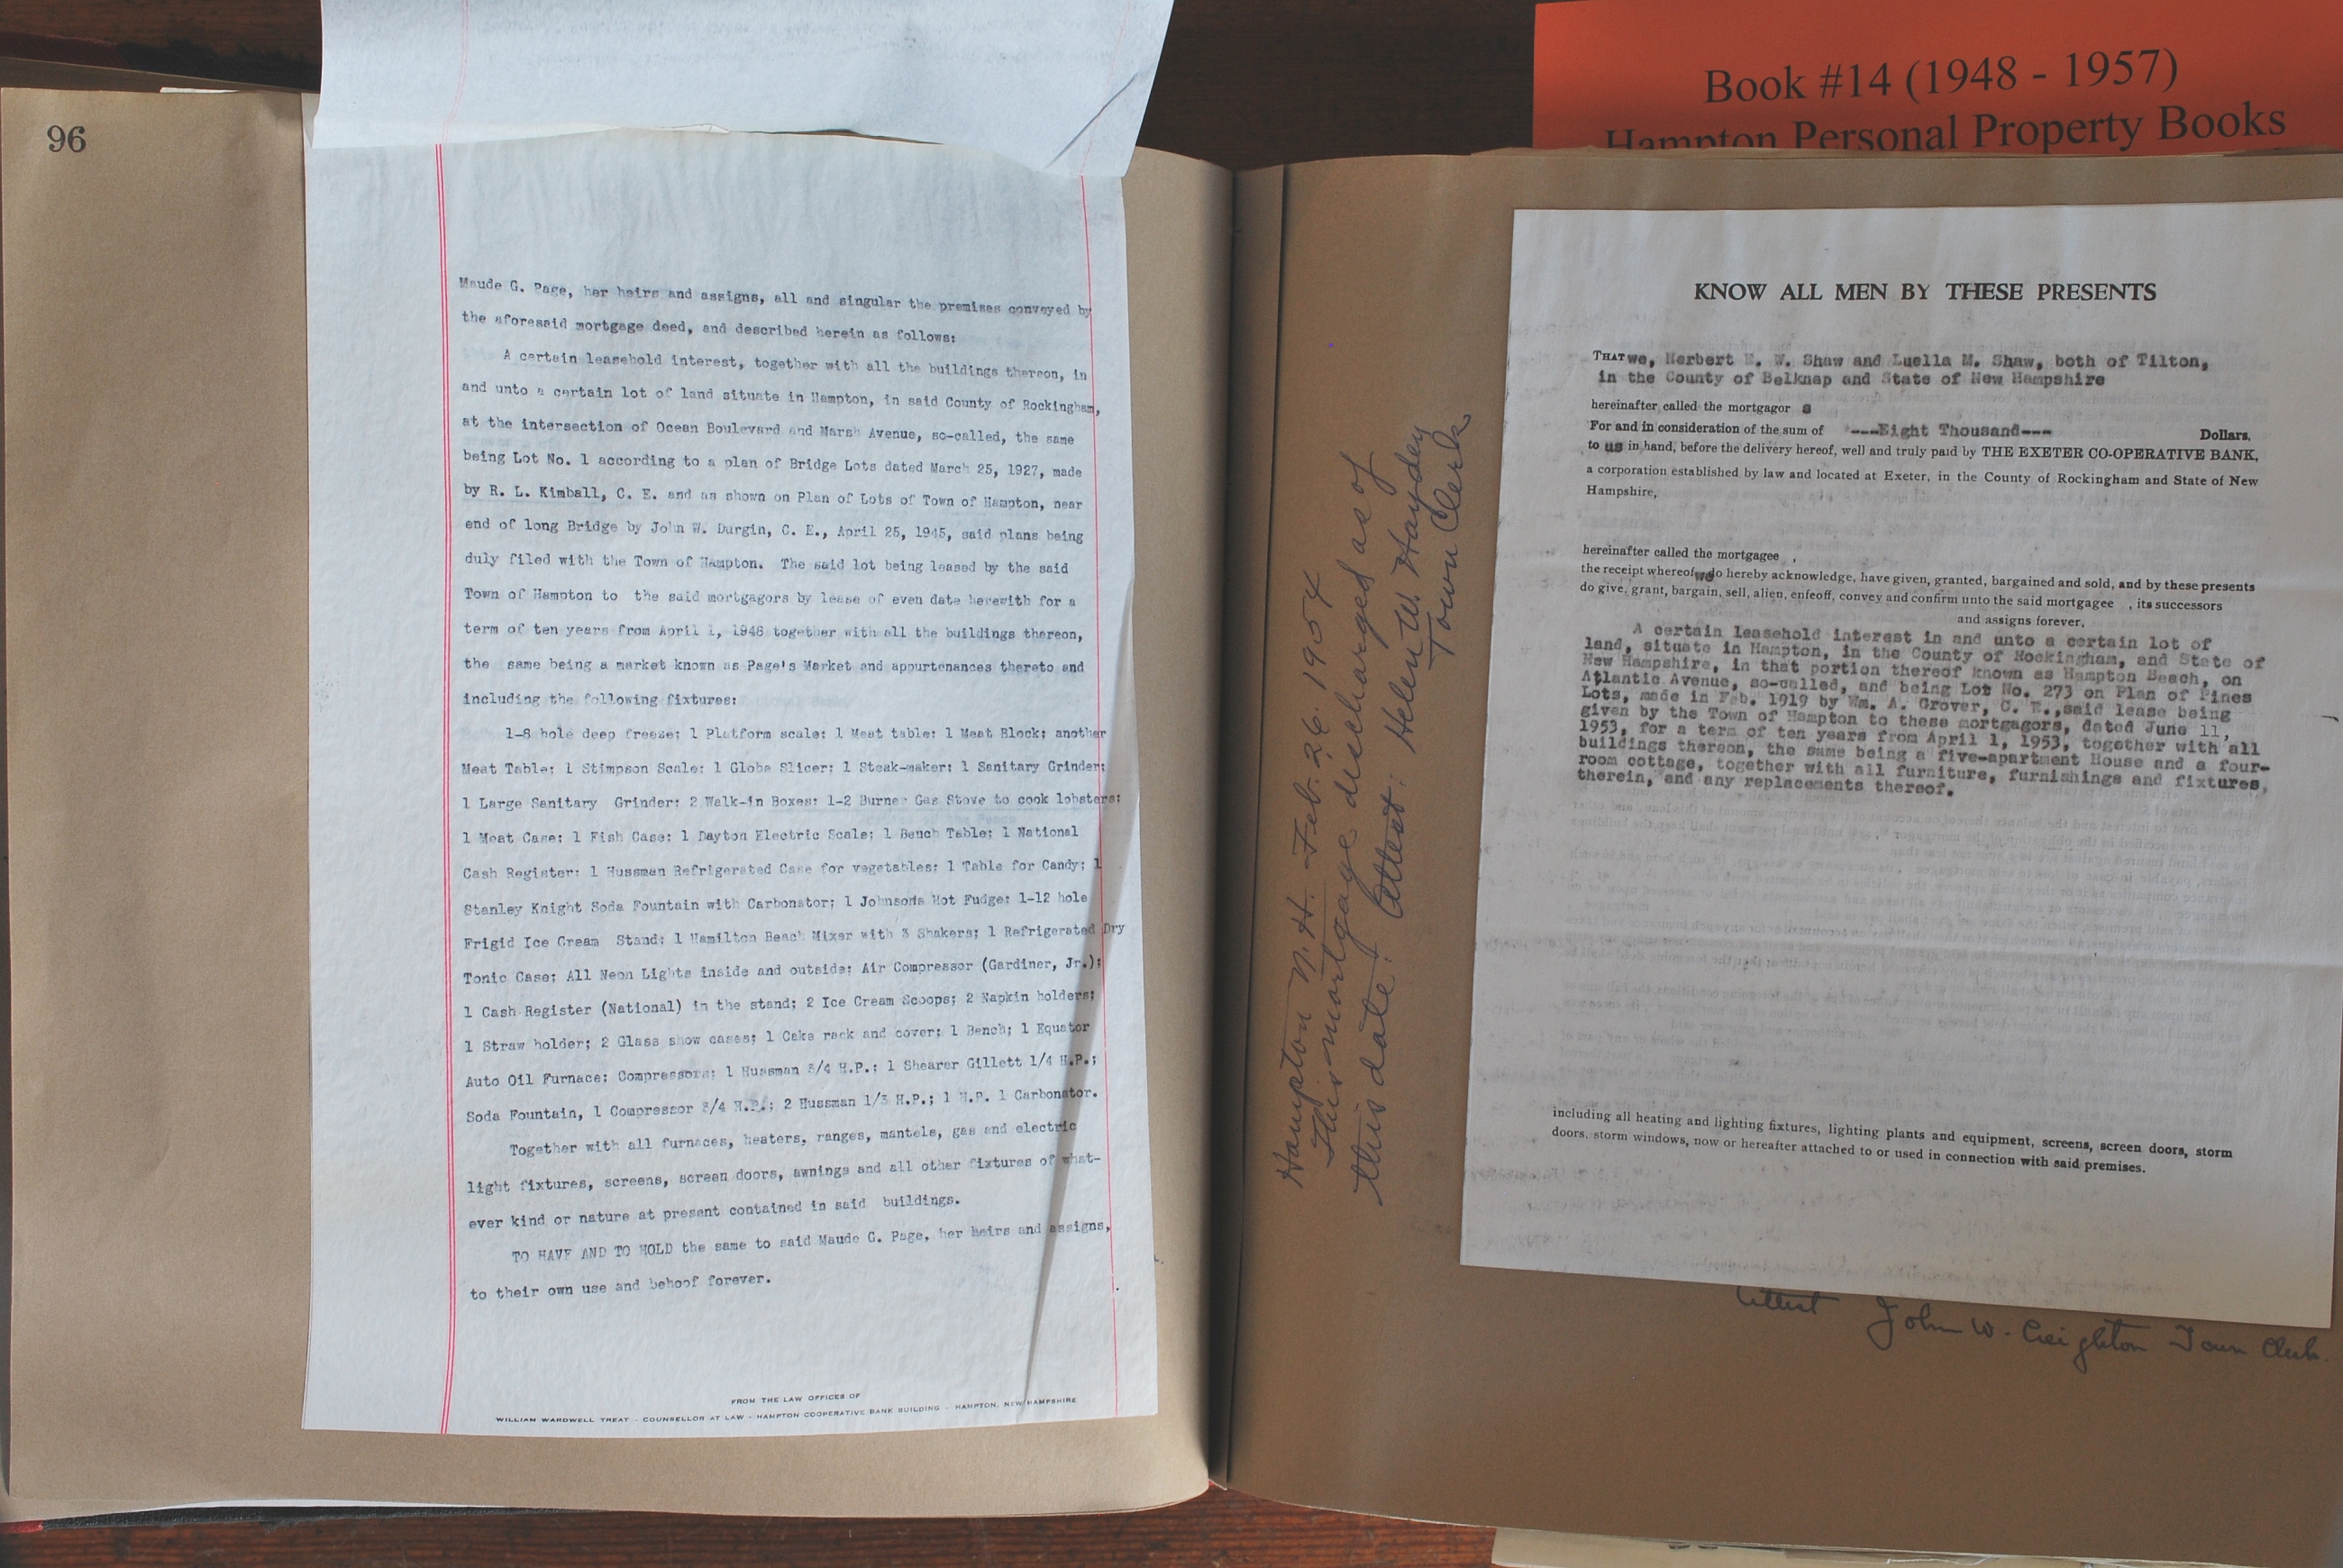 96
Maude G. Page, her heirs and assigns, all and singular the premises conveyed by
the aforesaid mortgage deed, and described herein as follows:
A certain leasehold interest, together with all the buildings thereon, in
and unto a certain lot of land situate in Hampton, in said County of Rockingham,
at the intersection of Ocean Boulevard and Marsh Avenue, so-called, the same
being Lot No. 1 according to a plan of Bridge Lots dated March 25, 1927, made
by R. L. Kimball, C. E. and as shown on Plan of Lots of Town of Hampton, near
end of long Bridge by John W. Durgin, C. E., April 25, 1945, said plans being
duly filed with the Town of Hampton. The said lot being leased by the said
Town of Hampton to the said mortgagors by lease of even date herewith for a
term of ten years from April 1, 1948 together with all the buildings thereon,
the same being a market known as Page's Market and appurtenances thereto and
including the following fixtures:
1-8 hole deep freeze; 1 Platform scale; 1 Meat table; 1 Meat Block; another
Meat Table; 1 Stimpson Scale; 1 Globe Slicer; 1 Steak-maker; 1 Sanitary Grinder;
1 Large Sanitary Grinder; 2 Walk-in Boxes; 1-2 Burner Gas Stove to cook lobsters;
1 Meat Case; 1 Fish Case; 1 Dayton Electric Scale; 1 Bench Table; 1 National
Cash Register; 1 Hussman Refrigerated Case for vegetables; 1 Table for Candy; 1
Stanley Knight Soda Fountain with Carbonator; 1 Johnsons Hot Fudge; 1-12 hole
Frigid Ice Cream Stand; 1 Hamilton Beach Mixer with 3 Shakers; 1 Refrigerated Dry
Tonic Case; All Neon Lights inside and outside; Air Compressor (Gardiner, Jr.);
1 Cash Register (National) in the stand; 2 Ice Cream Scoops; 2 Napkin holders;
1 Straw holder; 2 Glass show cases; 1 Cake rack and cover; 1 Bench; 1 Equator
Auto Oil Furnace; Compressors; 1 Hussman 3/4 H.P.; 1 Shearer Gillett 1/4 H.P.;
Soda Fountain, 1 Compressor 3/4 H.P.; 2 Hussman 1/3 H.P.; 1 H.P. 1 Carbonator.
Together with all furnaces, heaters, ranges, mantels, gas and electric
light fixtures, screens, screen doors, awnings and all other fixtures of what-
ever kind or nature at present contained in said buildings.
TO HAVE AND TO HOLD the same to said Maude G. Page, her heirs and assigns,
to their own use and behoof forever.
FROM THE LAW OFFICES OF
WILLIAM WARDWELL TREAT - COUNSELLOR AT LAW - HAMPTON COOPERATIVE BANK BUILDING - HAMPTON, NEW HAMPSHIRE
Book #14 (1948 - 1957)
Hampton Personal Property Books
Hampton N.H. Feb. 26. 1954
This mortgage discharged as of
this date! Attest: Helen W. Hayden
Town Clerk
KNOW ALL MEN BY THESE PRESENTS
THAT we, Herbert E. W. Shaw and Luella M. Shaw, both of Tilton,
in the County of Belknap and State of New Hampshire
hereinafter called the mortgagor s
For and in consideration of the sum of ---Eight Thousand--- Dollars,
to us in hand, before the delivery hereof, well and truly paid by THE EXETER CO-OPERATIVE BANK,
a corporation established by law and located at Exeter, in the County of Rockingham and State of New
Hampshire,
hereinafter called the mortgagee ,
the receipt whereof we do hereby acknowledge, have given, granted, bargained and sold, and by these presents
do give, grant, bargain, sell, alien, enfeoff, convey and confirm unto the said mortgagee , its successors
and assigns forever,
A certain leasehold interest in and unto a certain lot of
land, situate in Hampton, in the County of Rockingham, and State of
New Hampshire, in that portion thereof known as Hampton Beach, on
Atlantic Avenue, so-called, and being Lot No. 273 on Plan of Pines
Lots, made in Feb. 1919 by Wm. A. Grover, C. E., said lease being
given by the Town of Hampton to these mortgagors, dated June 11,
1953, for a term of ten years from April 1, 1953, together with all
buildings thereon, the same being a five-apartment House and a four-
room cottage, together with all furniture, furnishings and fixtures,
therein, and any replacements thereof.
including all heating and lighting fixtures, lighting plants and equipment, screens, screen doors, storm
doors, storm windows, now or hereafter attached to or used in connection with said premises.
Attest John W. Creighton Town Clerk